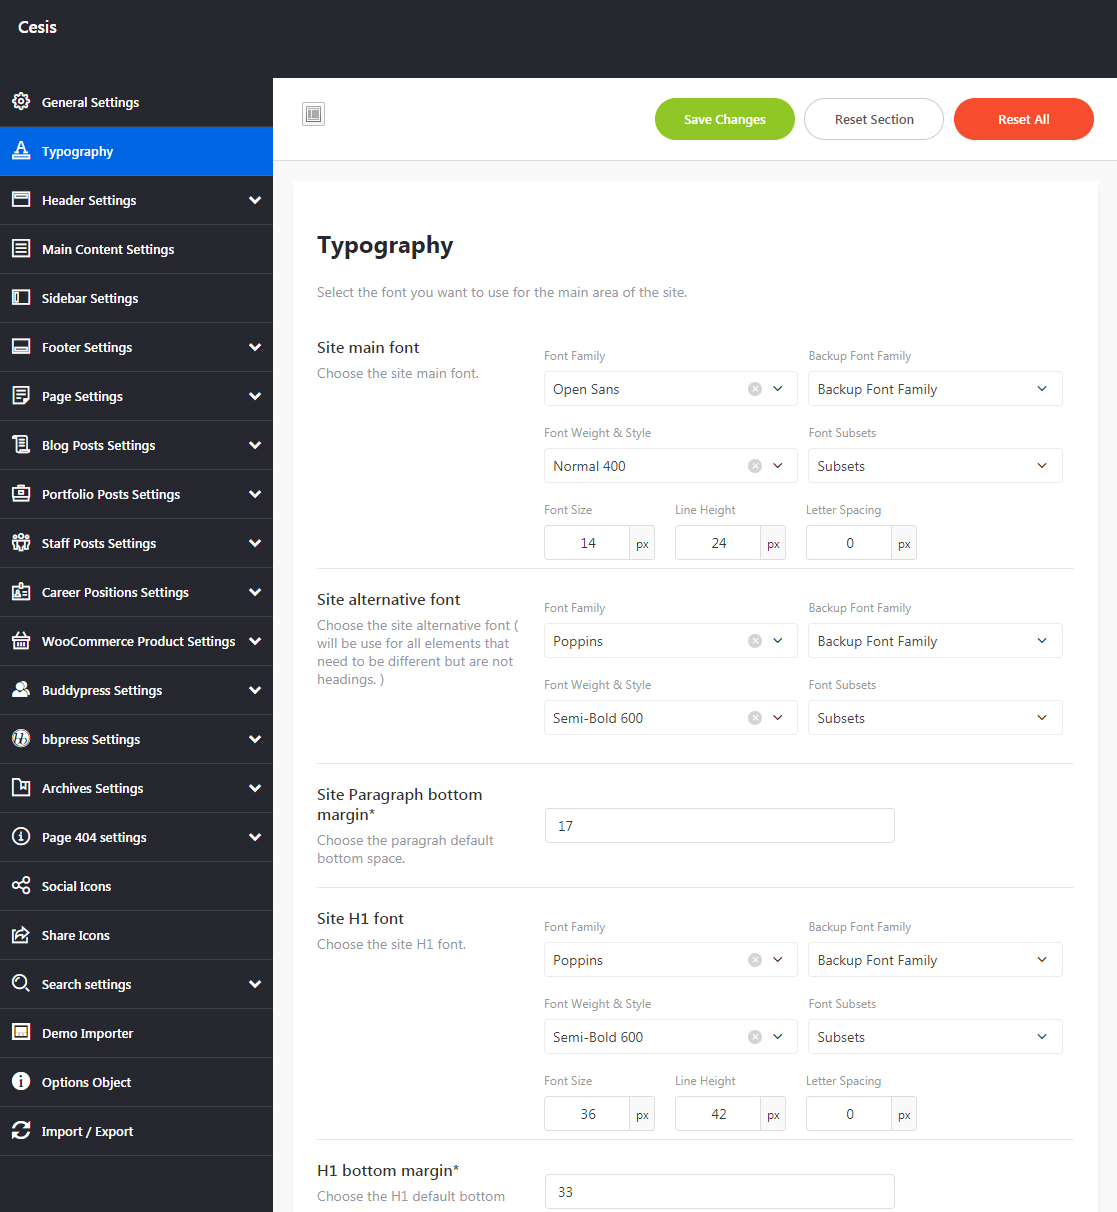 Cesis
General Settings
Typography
Header Settings
Main Content Settings
Sidebar Settings
Footer Settings
Page Settings
Blog Posts Settings
Portfolio Posts Settings
Staff Posts Settings
Career Positions Settings
WooCommerce Product Settings
Buddypress Settings
bbpress Settings
Archives Settings
Page 404 settings
Social Icons
Share Icons
Search settings
Demo Importer
Options Object
Import / Export
Save Changes
Reset Section
Reset All
Typography
Select the font you want to use for the main area of the site.
Site main font
Choose the site main font.
Font Family
Backup Font Family
Open Sans
Backup Font Family
Font Weight & Style
Font Subsets
Normal 400
Subsets
Font Size
Line Height
Letter Spacing
14 px
24 px
0 px
Site alternative font
Choose the site alternative font (
will be use for all elements that
need to be different but are not
headings. )
Font Family
Backup Font Family
Poppins
Backup Font Family
Font Weight & Style
Font Subsets
Semi-Bold 600
Subsets
Site Paragraph bottom
margin*
Choose the paragrah default
bottom space.
17
Site H1 font
Choose the site H1 font.
Font Family
Backup Font Family
Poppins
Backup Font Family
Font Weight & Style
Font Subsets
Semi-Bold 600
Subsets
Font Size
Line Height
Letter Spacing
36 px
42 px
0 px
H1 bottom margin*
Choose the H1 default bottom
33